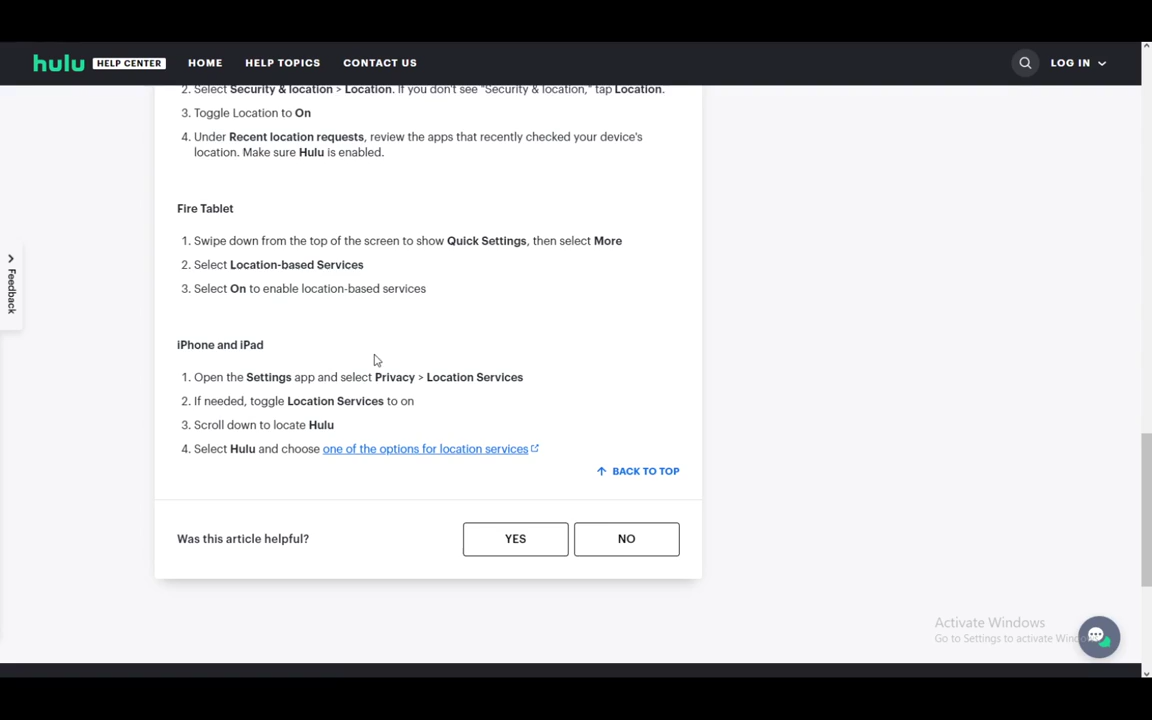 hulu HELP CENTER HOME HELP TOPICS CONTACT US LOG IN
2. Select Security & location > Location. If you don't see "Security & location," tap Location.
3. Toggle Location to On
4. Under Recent location requests, review the apps that recently checked your device's
location. Make sure Hulu is enabled.
Fire Tablet
1. Swipe down from the top of the screen to show Quick Settings, then select More
2. Select Location-based Services
3. Select On to enable location-based services
Feedback
iPhone and iPad
1. Open the Settings app and select Privacy > Location Services
2. If needed, toggle Location Services to on
3. Scroll down to locate Hulu
4. Select Hulu and choose one of the options for location services
BACK TO TOP
Was this article helpful? YES NO
Activate Windows
Go to Settings to activate Windo